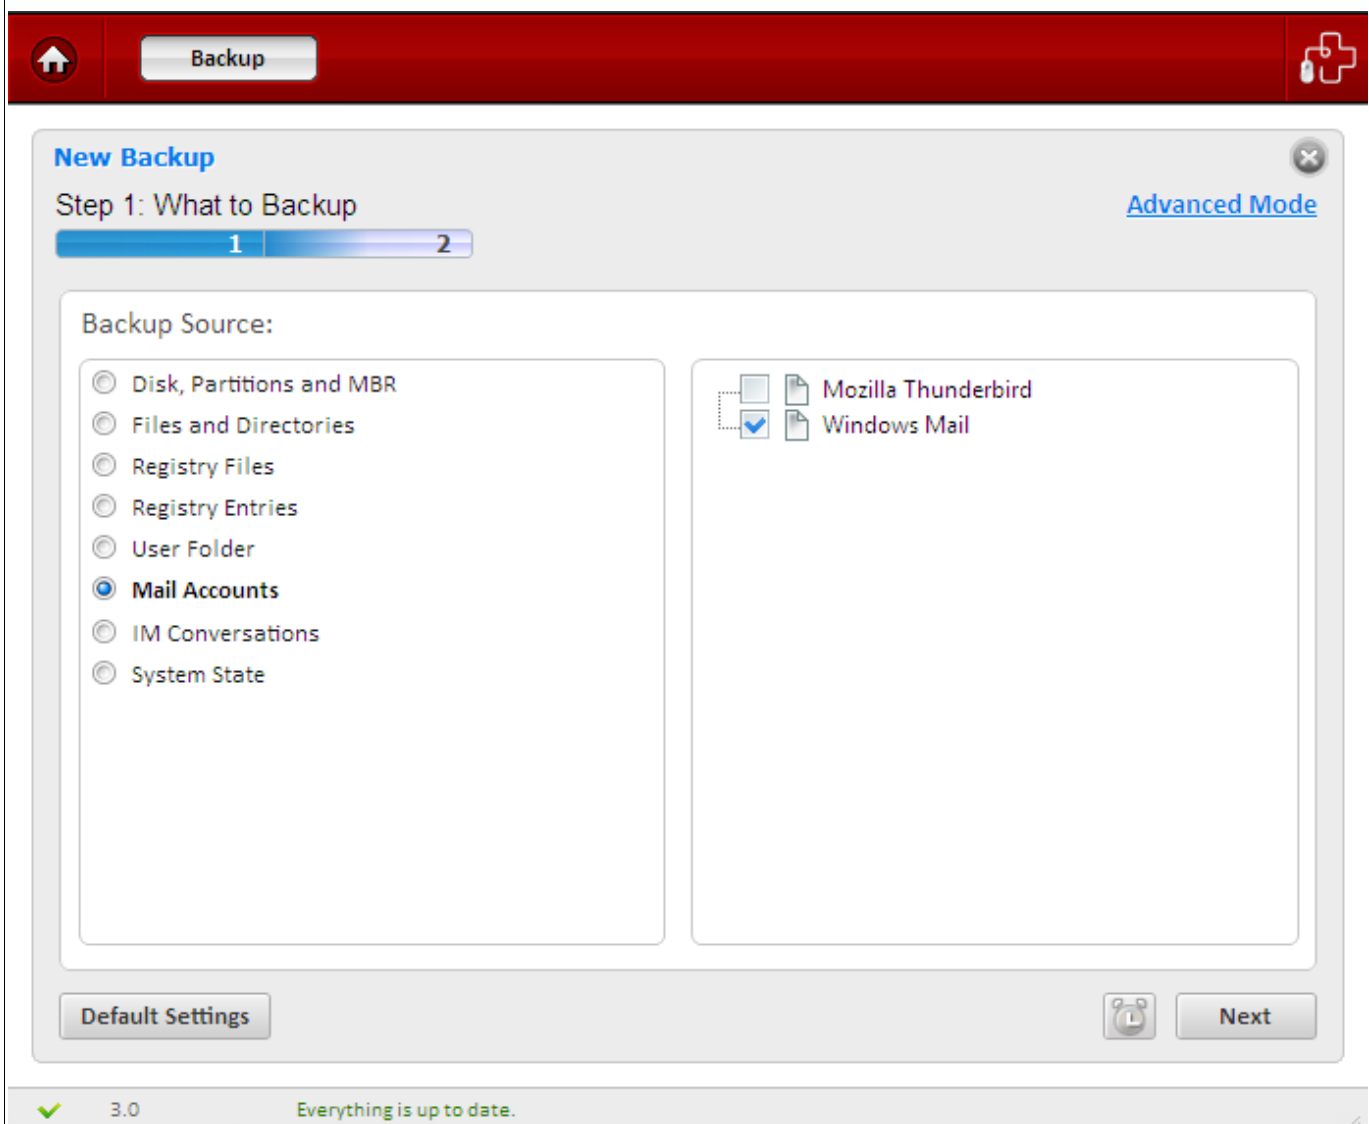 Backup
New Backup
Step 1: What to Backup
Advanced Mode
1 2
Backup Source:
Disk, Partitions and MBR
Files and Directories
Registry Files
Registry Entries
User Folder
Mail Accounts
IM Conversations
System State
Mozilla Thunderbird
Windows Mail
Default Settings
Next
3.0 Everything is up to date.